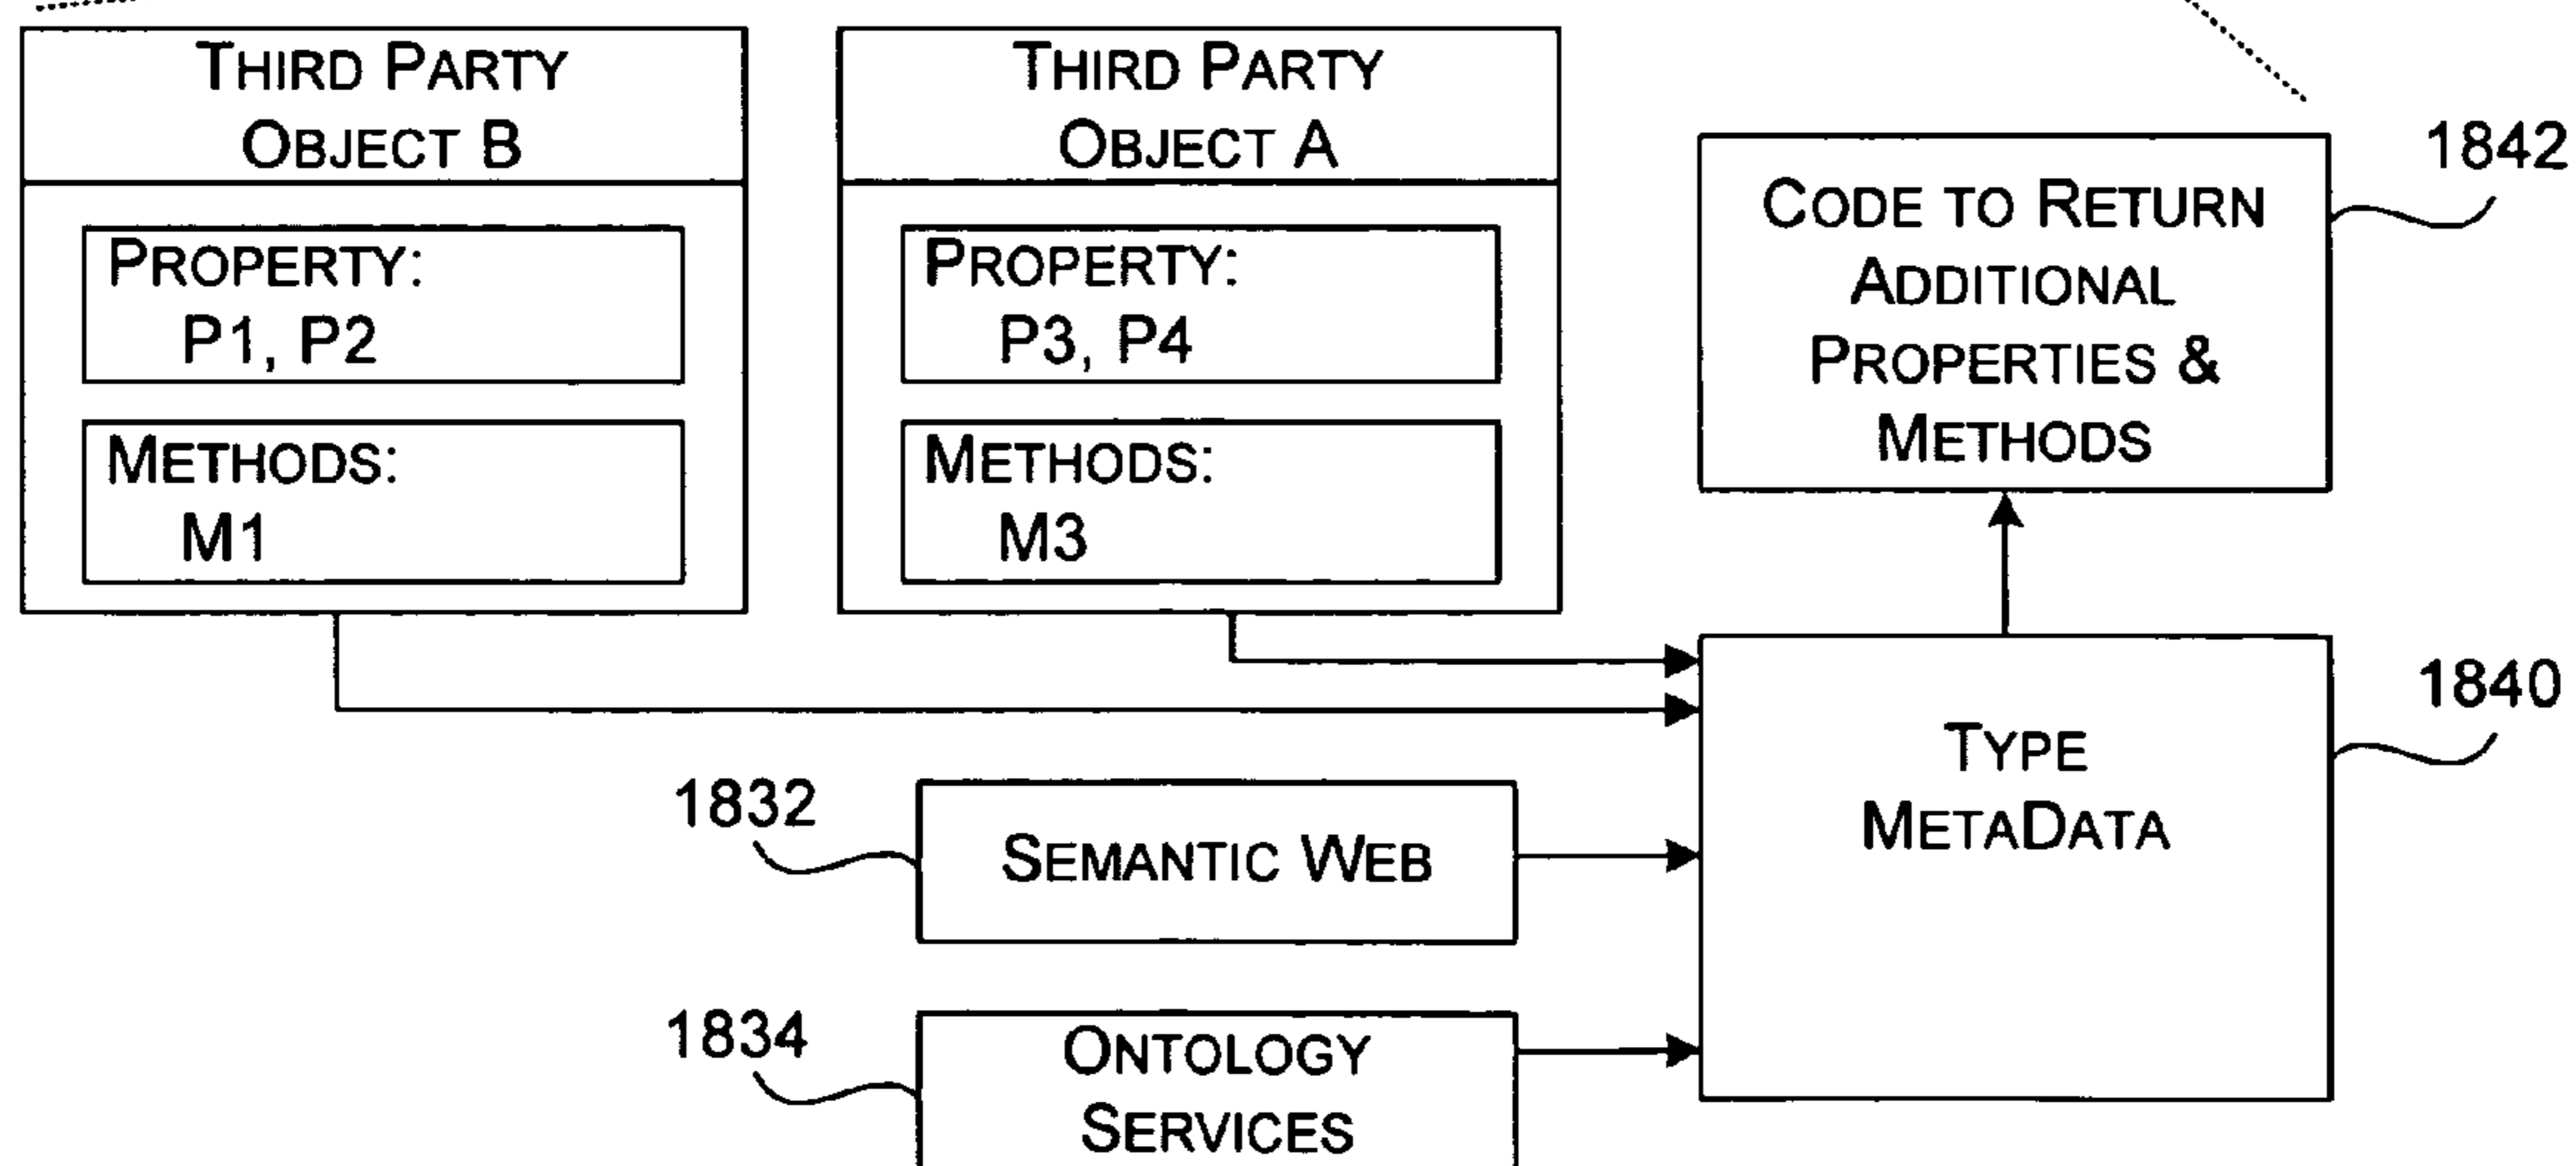 THIRD PARTY
OBJECT B
PROPERTY:
P1, P2
METHODS:
M1
THIRD PARTY
OBJECT A
PROPERTY:
P3, P4
METHODS:
M3
1842
CODE TO RETURN
ADDITIONAL
PROPERTIES &
METHODS
1840
TYPE
METADATA
1832
SEMANTIC WEB
1834
ONTOLOGY
SERVICES